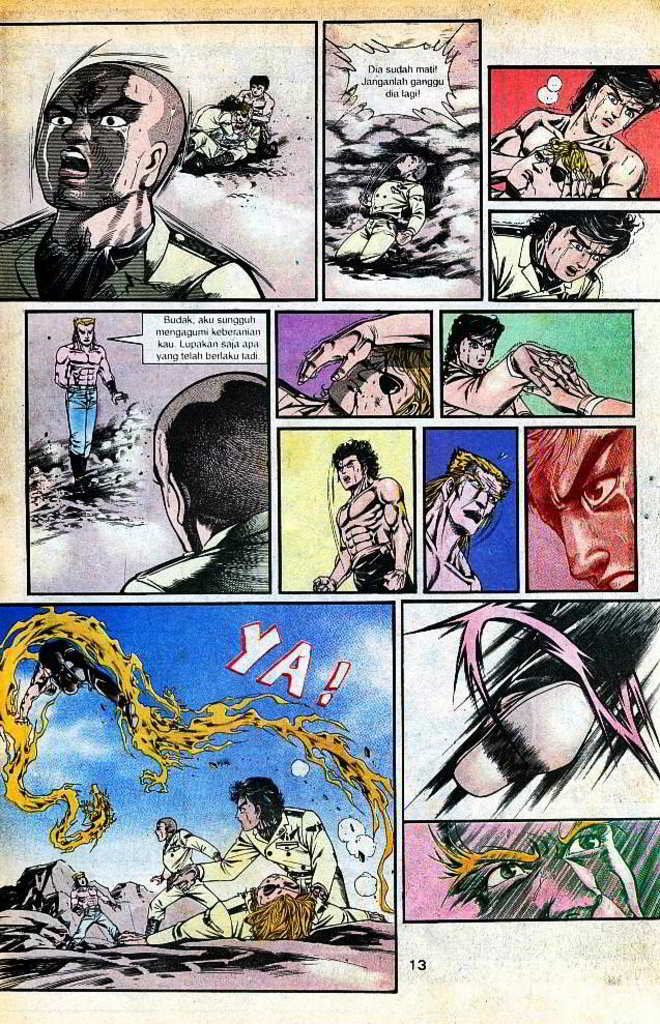 Dia sudah mati!
Janganlah ganggu
dia lagi!
Budak, aku sungguh
mengagumi keberanian
kau. Lupakan saja apa
yang telah berlaku tadi.
YA!
13